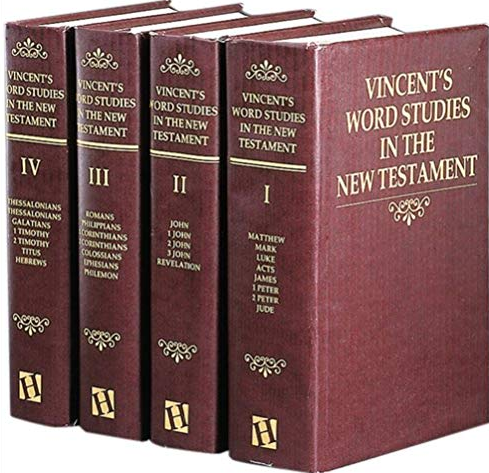 VINCENT'S
WORD STUDIES
IN THE NEW
TESTAMENT
IV
THESSALONIANS
THESSALONIANS
GALATIANS
1 TIMOTHY
2 TIMOTHY
TITUS
HEBREWS
H
VINCENT'S
WORD STUDIES
IN THE NEW
TESTAMENT
III
ROMANS
PHILIPPIANS
CORINTHIANS
CORINTHIANS
COLOSSIANS
EPHESIANS
PHILEMON
H
VINCENT'S
WORD STUDIES
IN THE NEW
TESTAMENT
II
JOHN
1 JOHN
2 JOHN
3 JOHN
REVELATION
H
VINCENT'S
WORD STUDIES
IN THE NEW
TESTAMENT
I
MATTHEW
MARK
LUKE
ACTS
JAMES
1 PETER
2 PETER
JUDE
H
VINCENT'S
WORD STUDIES
IN THE
NEW TESTAMENT